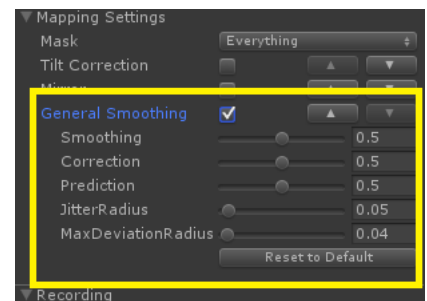 Mapping Settings
Mask Everything
Tilt Correction
Mirror
General Smoothing
Smoothing 0.5
Correction 0.5
Prediction 0.5
JitterRadius 0.05
MaxDeviationRadius 0.04
Reset to Default
Recording